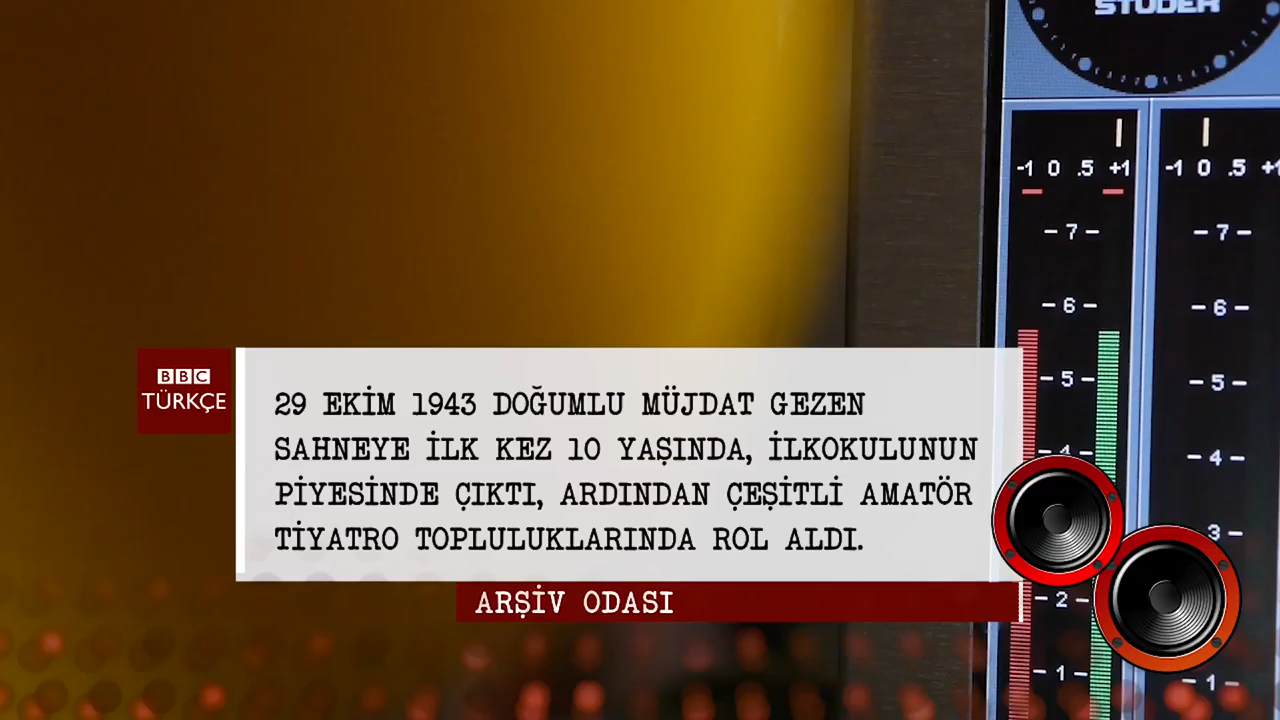 STUDER
-1 0 .5 +1
-1 0 .5 +1
7
7
6
6
5
5
4
4
3
2
1
1
BBC
TÜRKÇE
29 EKİM 1943 DOĞUMLU MÜJDAT GEZEN
SAHNEYE İLK KEZ 10 YAŞINDA, İLKOKULUNUN
PİYESİNDE ÇIKTI, ARDINDAN ÇEŞİTLİ AMATÖR
TİYATRO TOPLULUKLARINDA ROL ALDI.
ARŞİV ODASI